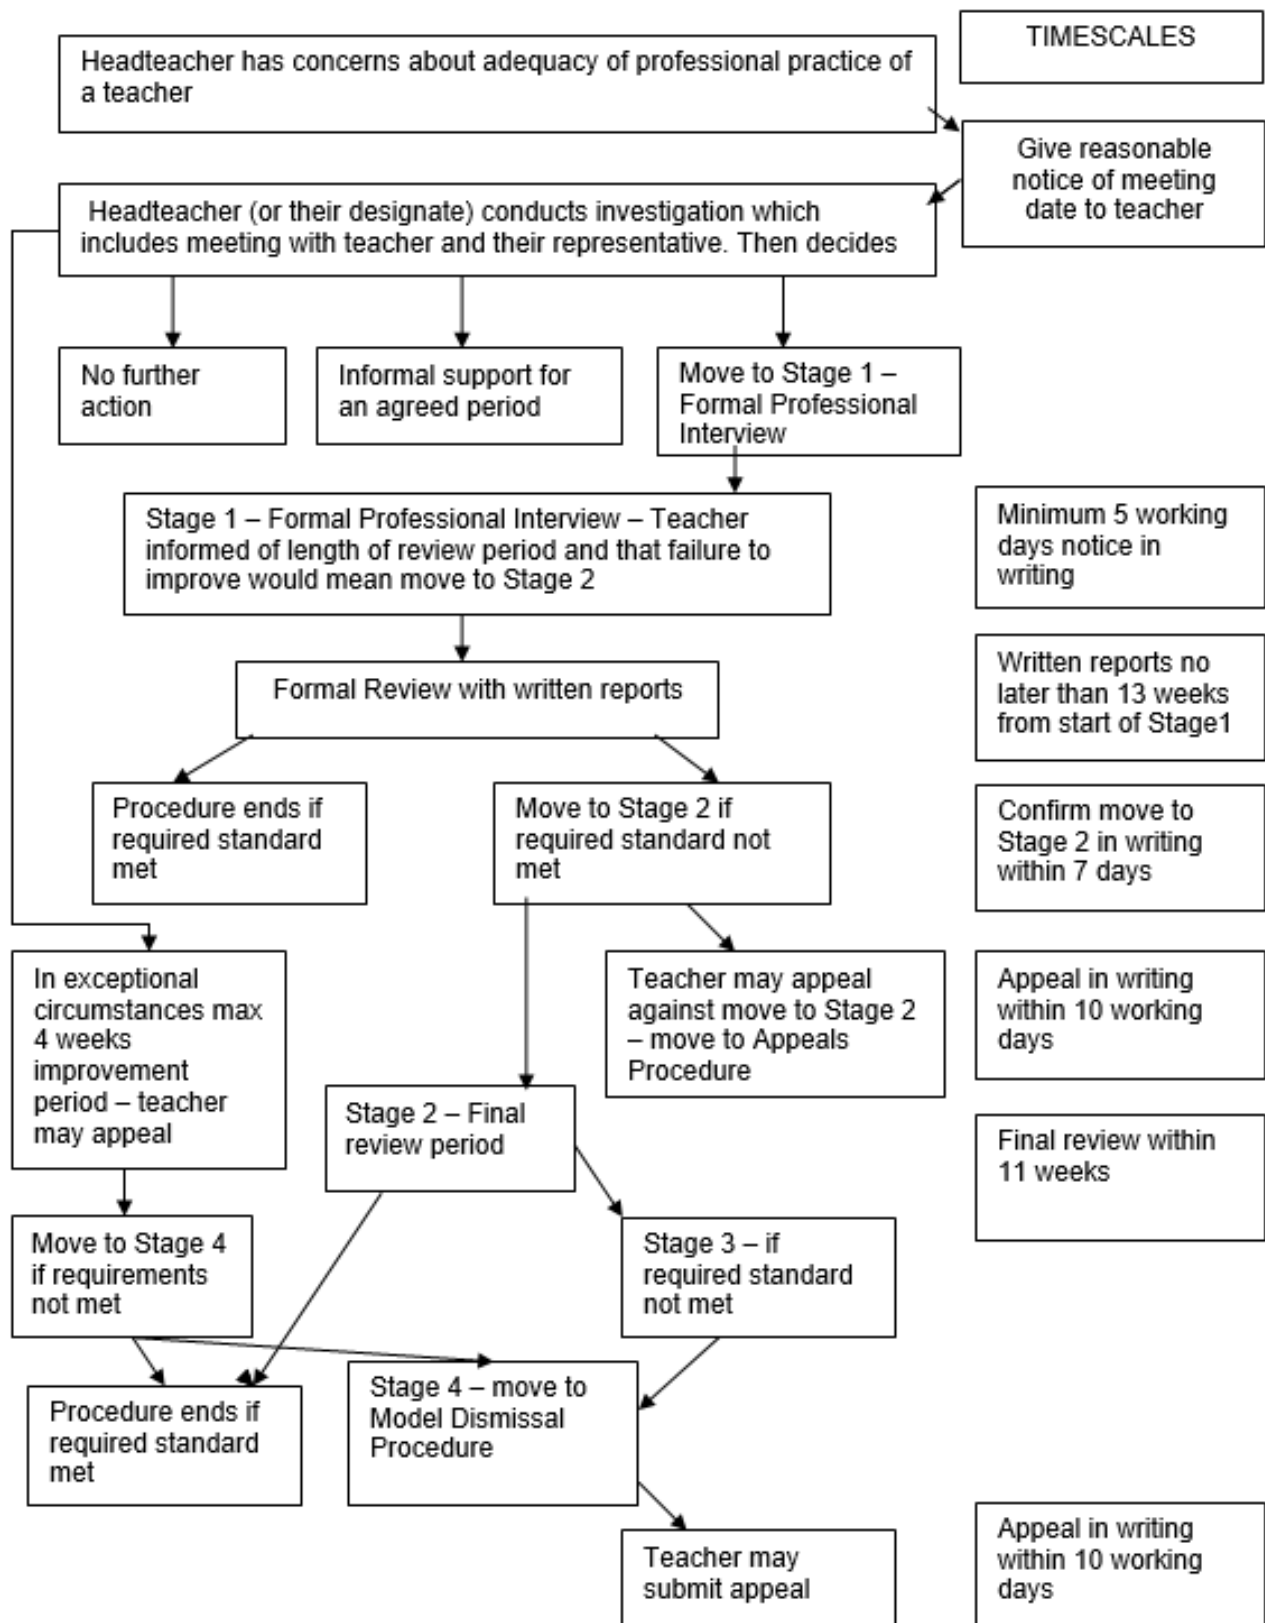 TIMESCALES
Headteacher has concerns about adequacy of professional practice of
a teacher
Give reasonable
notice of meeting
date to teacher
Headteacher (or their designate) conducts investigation which
includes meeting with teacher and their representative. Then decides
No further
action
Informal support for
an agreed period
Move to Stage 1 –
Formal Professional
Interview
Stage 1 – Formal Professional Interview – Teacher
informed of length of review period and that failure to
improve would mean move to Stage 2
Minimum 5 working
days notice in
writing
Formal Review with written reports
Written reports no
later than 13 weeks
from start of Stage1
Procedure ends if
required standard
met
Move to Stage 2 if
required standard not
met
Confirm move to
Stage 2 in writing
within 7 days
In exceptional
circumstances max
4 weeks
improvement
period – teacher
may appeal
Teacher may appeal
against move to Stage 2
– move to Appeals
Procedure
Appeal in writing
within 10 working
days
Stage 2 – Final
review period
Final review within
11 weeks
Move to Stage 4
if requirements
not met
Stage 3 – if
required standard
not met
Procedure ends if
required standard
met
Stage 4 – move to
Model Dismissal
Procedure
Teacher may
submit appeal
Appeal in writing
within 10 working
days